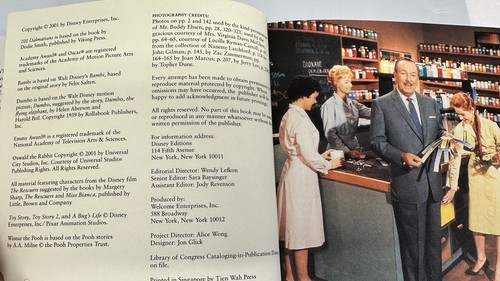 Copyright © 2001 by Disney Enterprises, Inc.
101 Dalmatians is based on the book by
Dodie Smith, published by Viking Press.
Academy Award® and Oscar® are registered
trademarks of the Academy of Motion Picture Arts
and Sciences.
Bambi is based on Walt Disney's Bambi, based
on the original story by Felix Salten.
Dumbo is based on the Walt Disney motion
picture, Dumbo, suggested by the story, Dumbo, the
flying elephant, by Helen Aberson and
Harold Perl. Copyright 1939 by Rollabook Publishers,
Inc.
Emmy Award® is a registered trademark of the
National Academy of Television Arts & Sciences.
Oswald the Rabbit Copyright © 2001 by Universal
City Studios, Inc. Courtesy of Universal Studios
Publishing Rights. All Rights Reserved.
All material featuring characters from the Disney film
The Rescuers suggested by the books by Margery
Sharp, The Rescuers and Miss Bianca, published by
Little, Brown and Company
Toy Story, Toy Story 2, and A Bug's Life © Disney
Enterprises, Inc./ Pixar Animation Studios.
Winnie the Pooh is based on the Pooh stories
by A.A. Milne © the Pooh Properties Trust.
PHOTOGRAPHY CREDITS:
Photos on pp. 2 and 142 used by the kind
of Mr. Buddy Ebsen; pp. 28, 320–321, used
gracious courtesy of Mrs. Virginia Davis
pp. 64–65, courtesy of Lucille Ryman Carroll
from the collection of Nanette Latchford, p.
John Gilman; p. 145, by Zac Zimmerman; pp.
164–165 by Joan Marcus; p. 207, by Joan
by Topher Dune.
Every attempt has been made to obtain
reproduce material protected by copyright. Where
omissions may have occurred, the publisher will
happy to add acknowledgment in future printings.
All rights reserved. No part of this book may be
or reproduced in any manner whatsoever without
written permission of the publisher.
For information address:
Disney Editions
114 Fifth Avenue
New York, New York 10011
Editorial Director: Wendy Lefkon
Senior Editor: Sara Baysinger
Assistant Editor: Jody Revenson
Produced by:
Welcome Enterprises, Inc.
588 Broadway
New York, New York 10012
Project Director: Alice Wong
Designer: Jon Glick
Library of Congress Cataloging-in-Publication
on file.
Printed in Singapore by Tien Wah Press